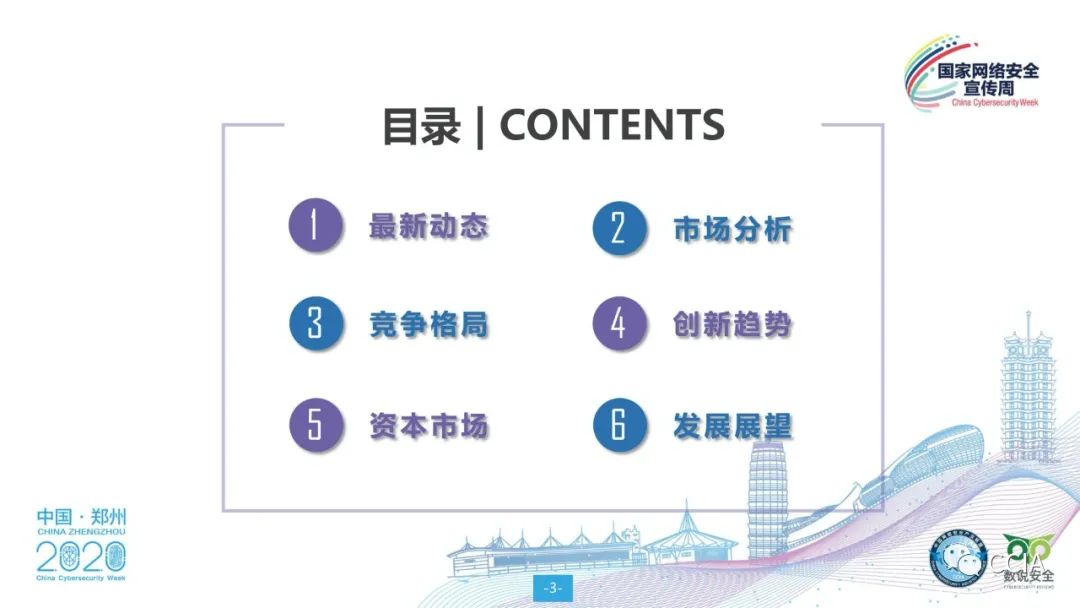 国家网络安全
宣传周
China Cybersecurity Week
目录 | CONTENTS
1 最新动态
2 市场分析
3 竞争格局
4 创新趋势
5 资本市场
6 发展展望
中国·郑州
CHINA ZHENGZHOU
2020
China Cybersecurity Week
-3-
CCIA
数说安全